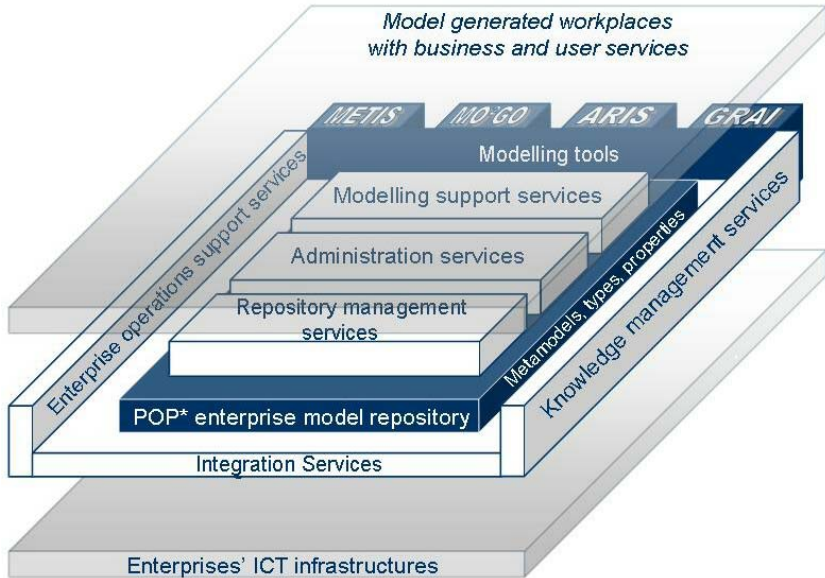 Model generated workplaces
with business and user services
METIS MO²GO ARIS GRAI
Modelling tools
Modelling support services
Administration services
Repository management
services
Enterprise operations support services
Metamodels, types, properties
Knowledge management services
POP* enterprise model repository
Integration Services
Enterprises’ ICT infrastructures